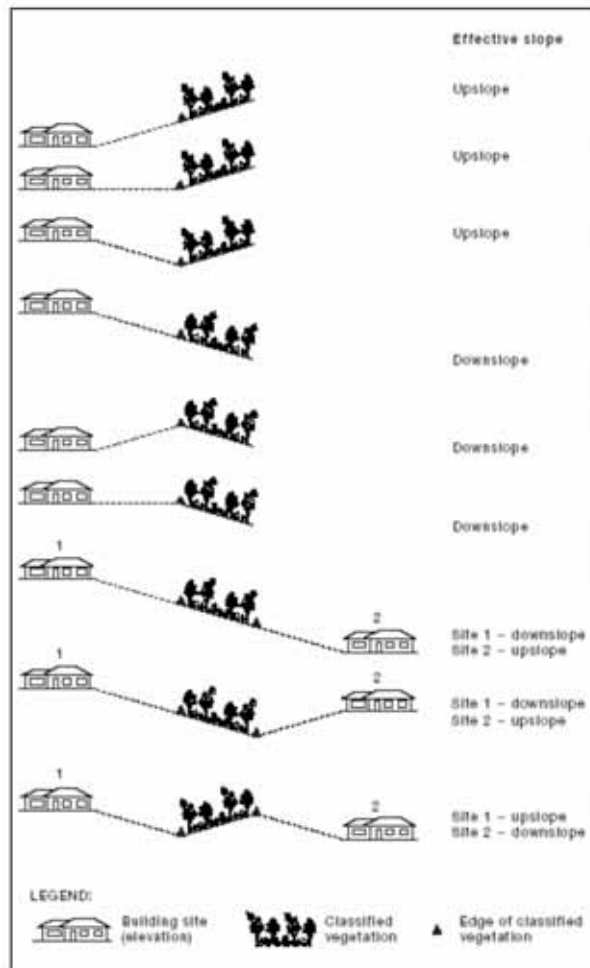 Effective slope
Upslope
Upslope
Upslope
Downslope
Downslope
Downslope
1
2
Site 1 – downslope
Site 2 – upslope
1
2
Site 1 – downslope
Site 2 – upslope
1
2
Site 1 – upslope
Site 2 – downslope
LEGEND:
Building site
(elevation)
Classified
vegetation
Edge of classified
vegetation